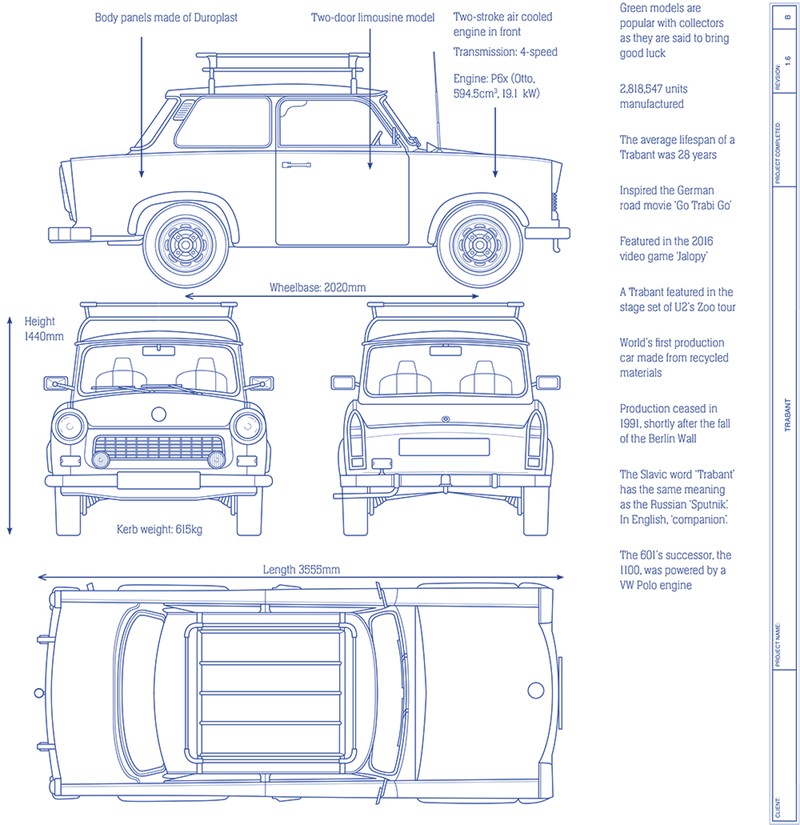 Body panels made of Duroplast
Two-door limousine model
Two-stroke air cooled
engine in front
Transmission: 4-speed
Engine: P6x (Otto,
594.5cm³, 19.1 kW)
Wheelbase: 2020mm
Height
1440mm
Kerb weight: 615kg
Length 3555mm
Green models are
popular with collectors
as they are said to bring
good luck
2,818,547 units
manufactured
The average lifespan of a
Trabant was 28 years
Inspired the German
road movie 'Go Trabi Go'
Featured in the 2016
video game 'Jalopy'
A Trabant featured in the
stage set of U2's Zoo tour
World's first production
car made from recycled
materials
Production ceased in
1991, shortly after the fall
of the Berlin Wall
The Slavic word 'Trabant'
has the same meaning
as the Russian 'Sputnik'.
In English, 'companion'.
The 601's successor, the
1100, was powered by a
VW Polo engine
B
REVISION:
1.6
PROJECT COMPLETED:
TRABANT
PROJECT NAME:
CLIENT: